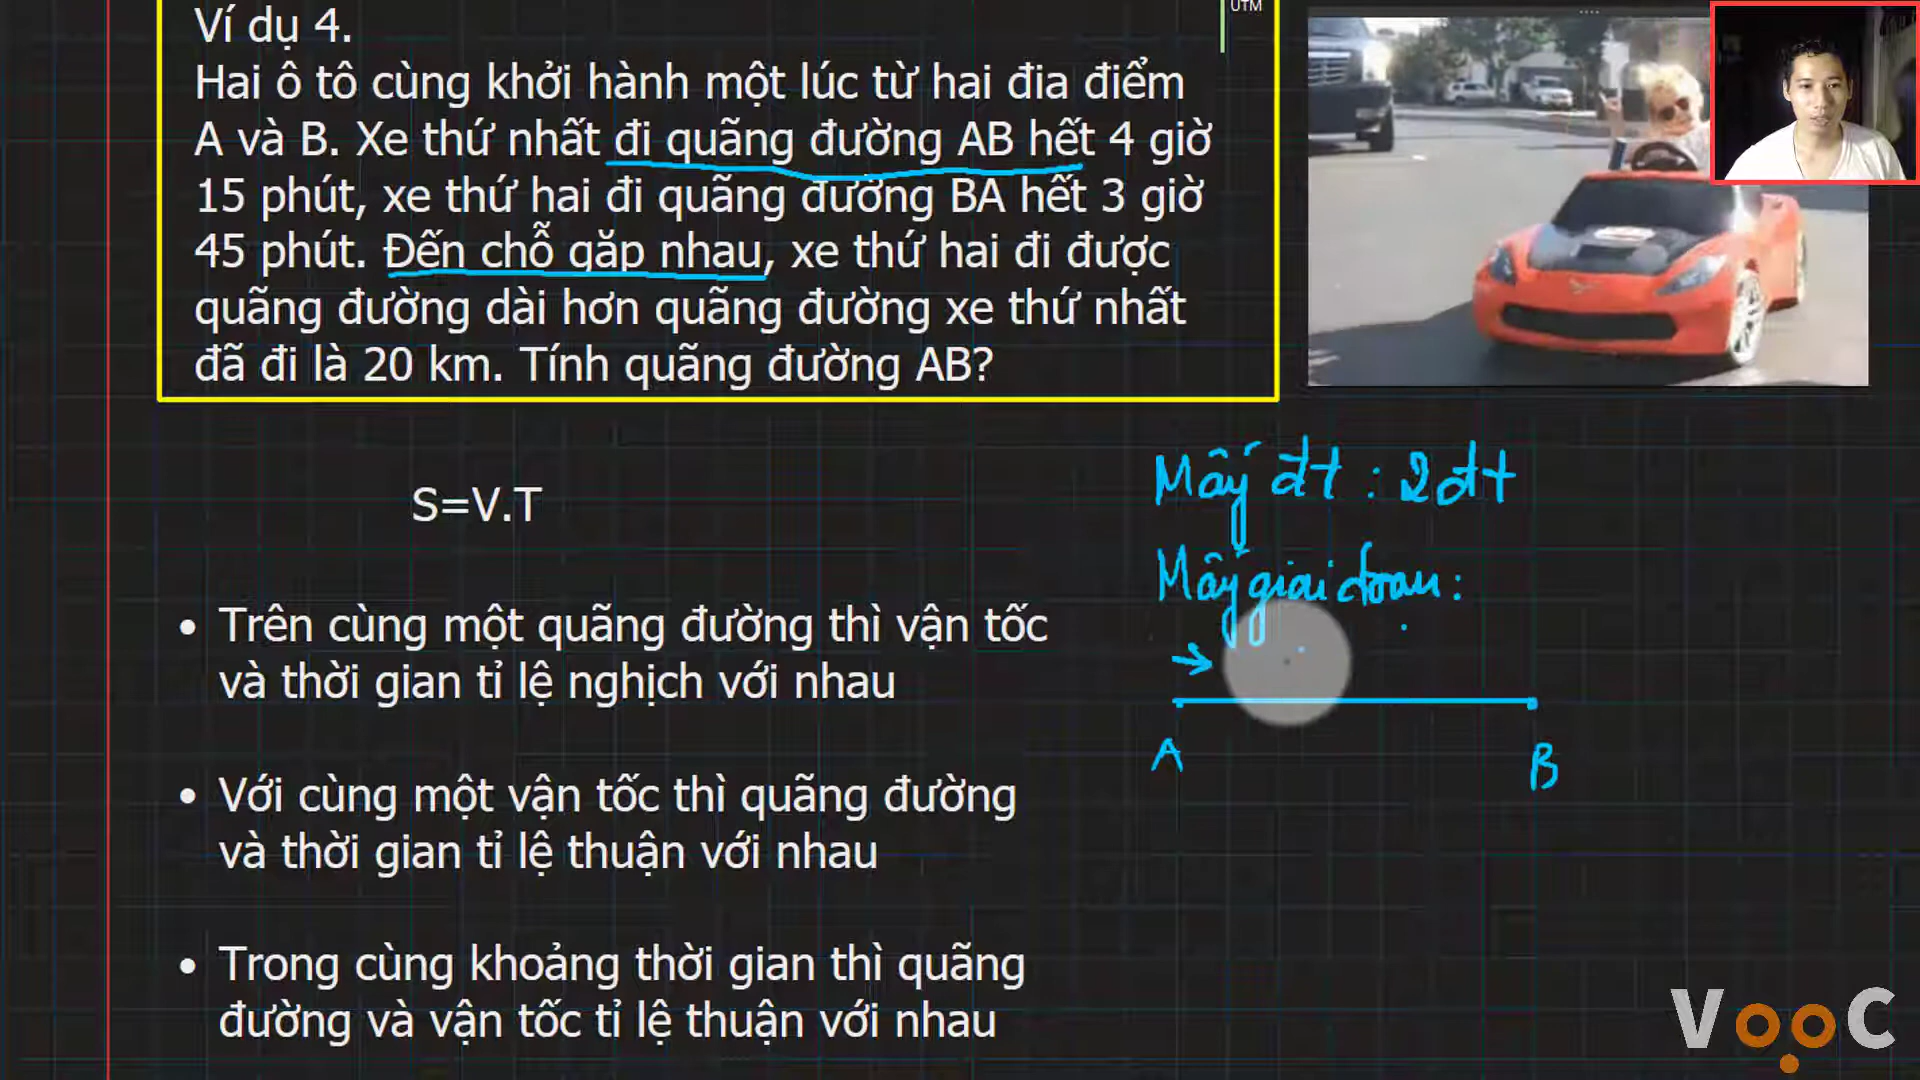 Ví dụ 4.
UTM
Hai ô tô cùng khởi hành một lúc từ hai đia điểm
A và B. Xe thứ nhất đi quãng đường AB hết 4 giờ
15 phút, xe thứ hai đi quãng đường BA hết 3 giờ
45 phút. Đến chỗ gặp nhau, xe thứ hai đi được
quãng đường dài hơn quãng đường xe thứ nhất
đã đi là 20 km. Tính quãng đường AB?
S=V.T
Mấy đt : 2đt
Mấy giai đoạn :
A
B
• Trên cùng một quãng đường thì vận tốc
và thời gian tỉ lệ nghịch với nhau
• Với cùng một vận tốc thì quãng đường
và thời gian tỉ lệ thuận với nhau
• Trong cùng khoảng thời gian thì quãng
đường và vận tốc tỉ lệ thuận với nhau
VOOC